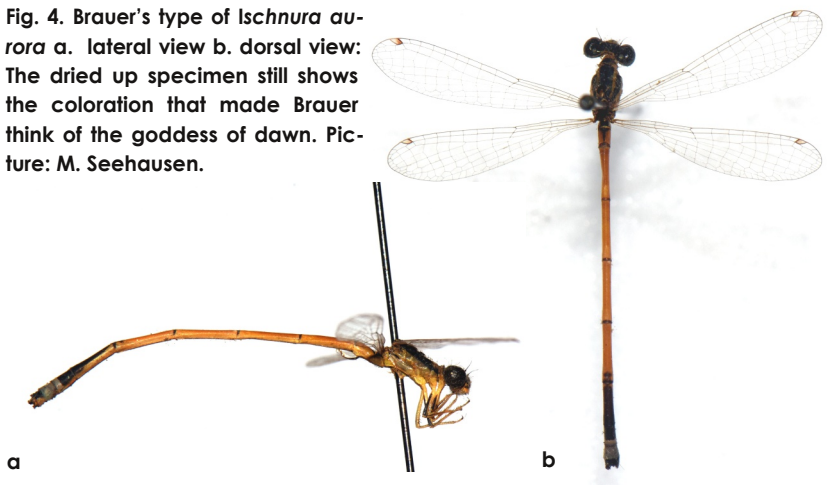 Fig. 4. Brauer's type of Ischnura au-
rora a. lateral view b. dorsal view:
The dried up specimen still shows
the coloration that made Brauer
think of the goddess of dawn. Pic-
ture: M. Seehausen.
a
b